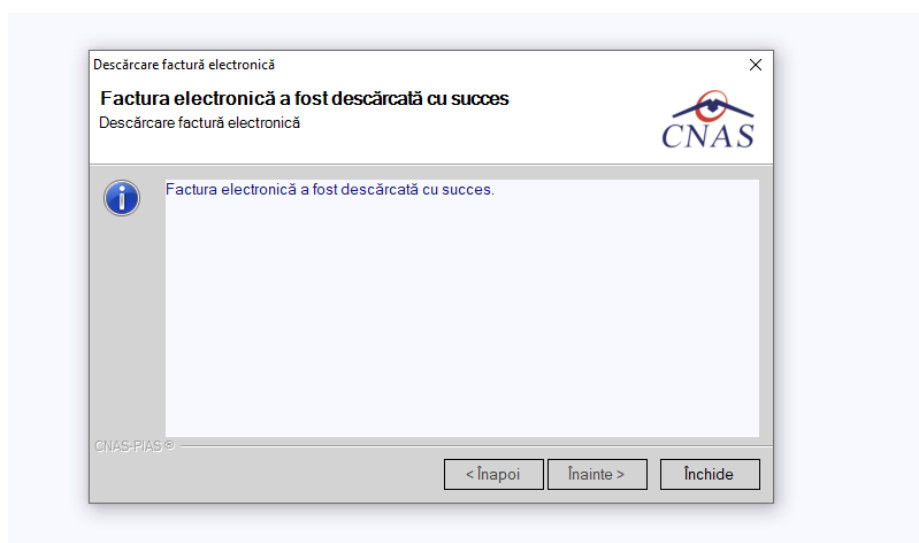 Descărcare factură electronică
Factura electronică a fost descărcată cu succes
Descărcare factură electronică
CNAS
Factura electronică a fost descărcată cu succes.
CNAS-PIAS ®
< Înapoi
Înainte >
Închide